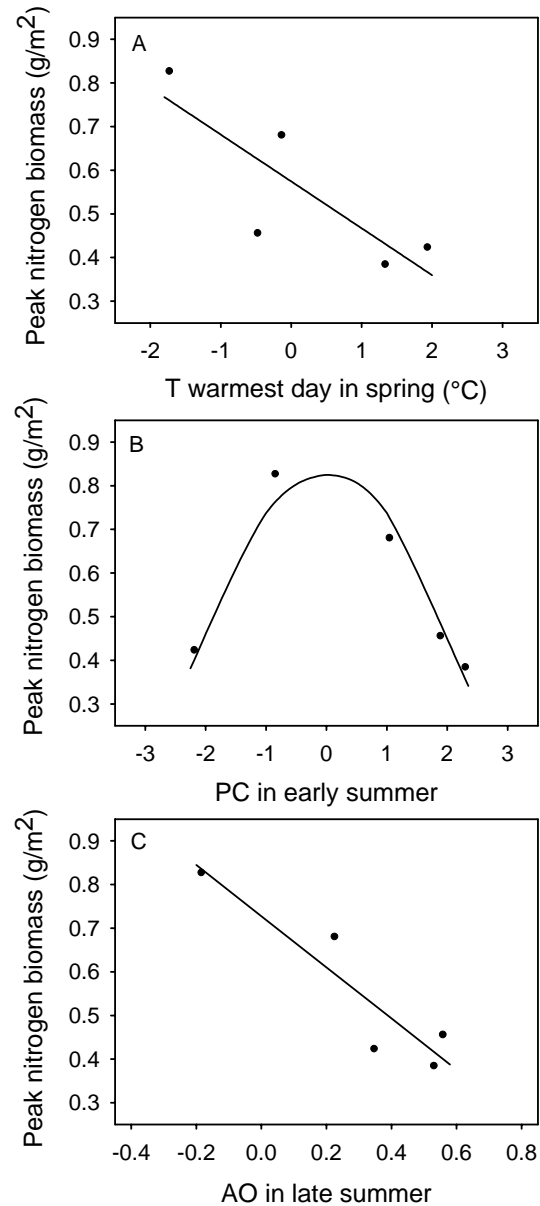 A
Peak nitrogen biomass (g/m2)
0.9
0.8
0.7
0.6
0.5
0.4
0.3
-2 -1 0 1 2 3
T warmest day in spring (°C)
B
Peak nitrogen biomass (g/m2)
0.9
0.8
0.7
0.6
0.5
0.4
0.3
-3 -2 -1 0 1 2 3
PC in early summer
C
Peak nitrogen biomass (g/m2)
0.9
0.8
0.7
0.6
0.5
0.4
0.3
-0.4 -0.2 0.0 0.2 0.4 0.6 0.8
AO in late summer